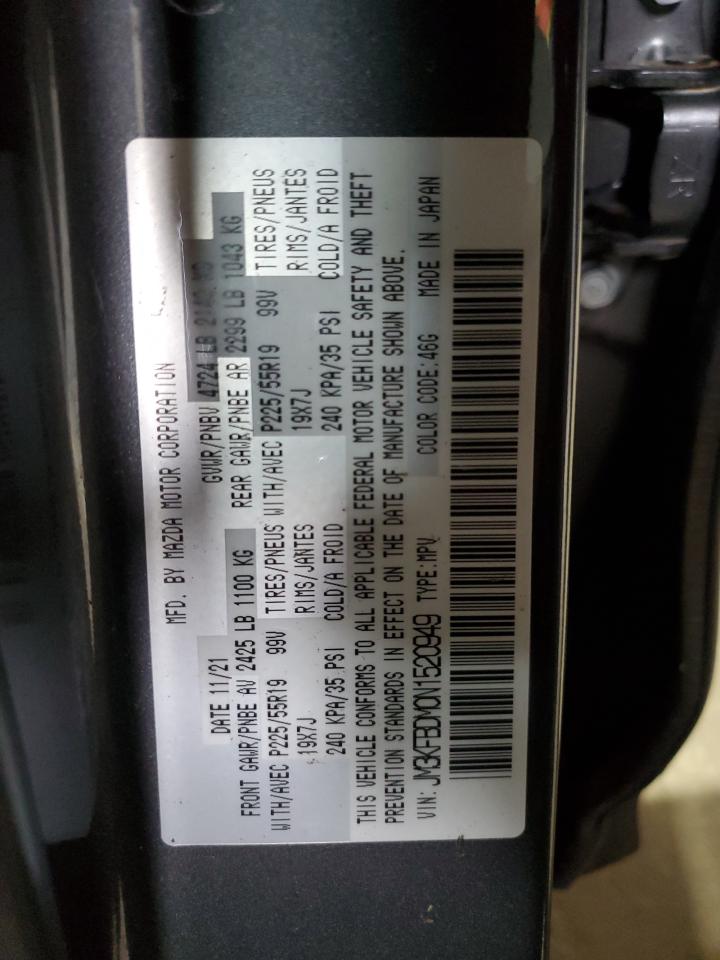 MFD. BY MAZDA MOTOR CORPORATION
DATE 11/21 GVWR/PNBV 4724 LB KG
FRONT GAWR/PNBE AV 2425 LB 1100 KG REAR GAWR/PNBE AR 2299 LB 1043 KG
TIRES/PNEUS TIRES/PNEUS
WITH/AVEC P225/55R19 99V WITH/AVEC P225/55R19 99V
19X7J RIMS/JANTES 19X7J RIMS/JANTES
240 KPA/35 PSI COLD/A FROID 240 KPA/35 PSI COLD/A FROID
THIS VEHICLE CONFORMS TO ALL APPLICABLE FEDERAL MOTOR VEHICLE SAFETY AND THEFT
PREVENTION STANDARDS IN EFFECT ON THE DATE OF MANUFACTURE SHOWN ABOVE.
VIN: JM3KFBXY0N1520949 TYPE:MPV COLOR CODE:46G MADE IN JAPAN
ZR